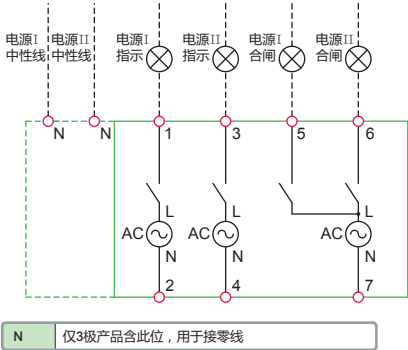 电源I 电源II 电源I 电源II 电源I 电源II
中性线 中性线 指示 指示 合闸 合闸
N N 1 3 5 6
L L L
AC AC AC
N N N
2 4 7
N 仅3极产品含此位，用于接零线